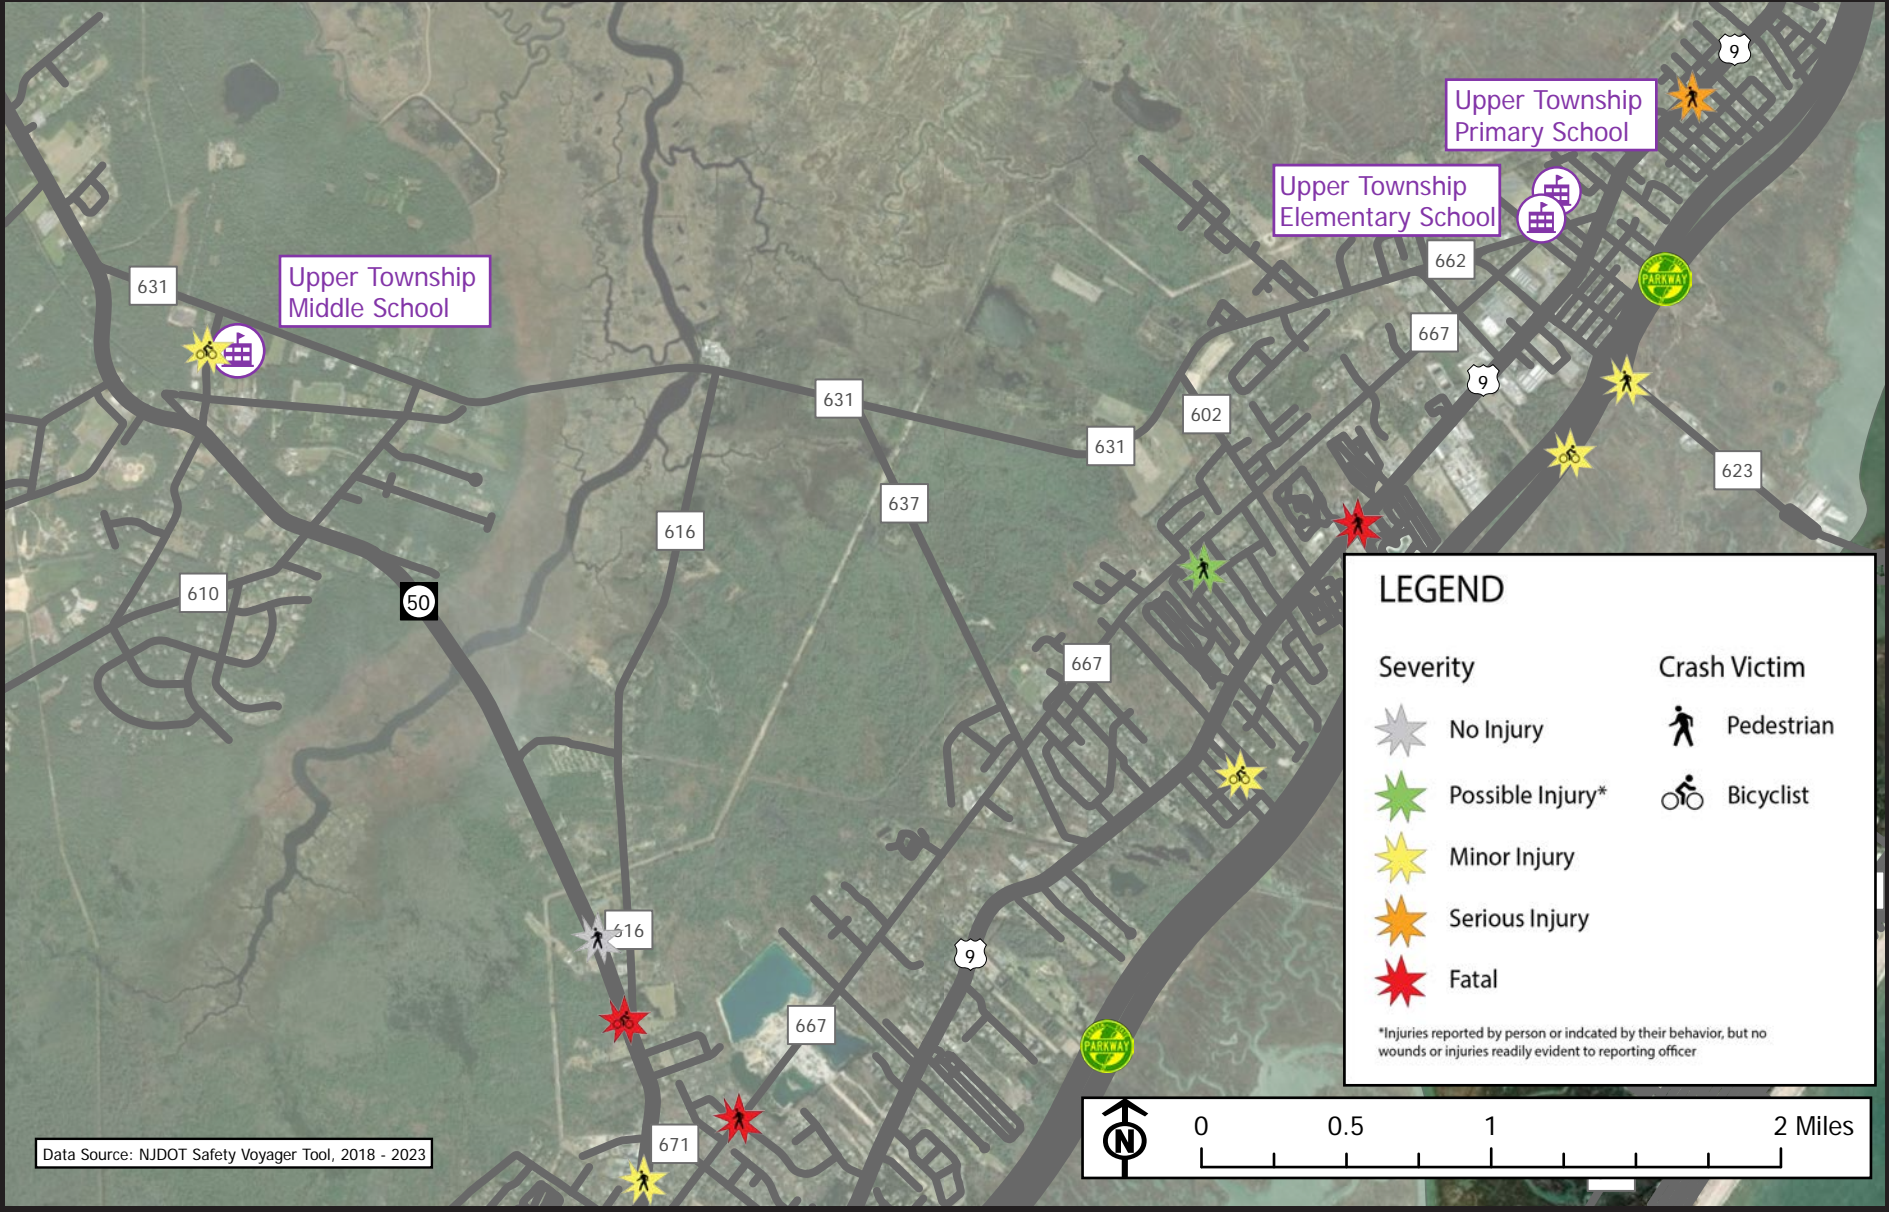 9
Upper Township
Primary School
Upper Township
Elementary School
662
PARKWAY
631
Upper Township
Middle School
667
9
631
602
631
623
637
616
610
50
667
616
9
667
PARKWAY
671
LEGEND
Severity
Crash Victim
No Injury
Pedestrian
Possible Injury*
Bicyclist
Minor Injury
Serious Injury
Fatal
*Injuries reported by person or indcated by their behavior, but no
wounds or injuries readily evident to reporting officer
N
0 0.5 1 2 Miles
Data Source: NJDOT Safety Voyager Tool, 2018 - 2023